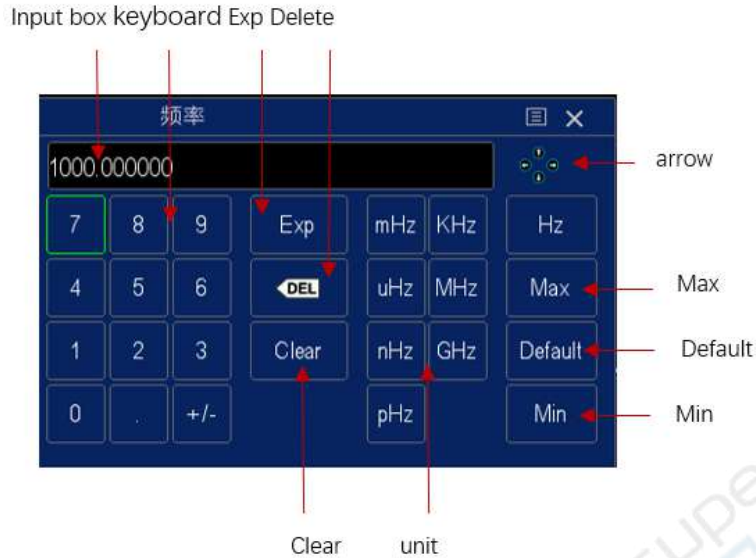 Input box keyboard Exp Delete
频率
1000.000000
arrow
7 8 9 Exp mHz KHz Hz
4 5 6 DEL uHz MHz Max Max
1 2 3 Clear nHz GHz Default Default
0 . +/- pHz Min Min
Clear unit